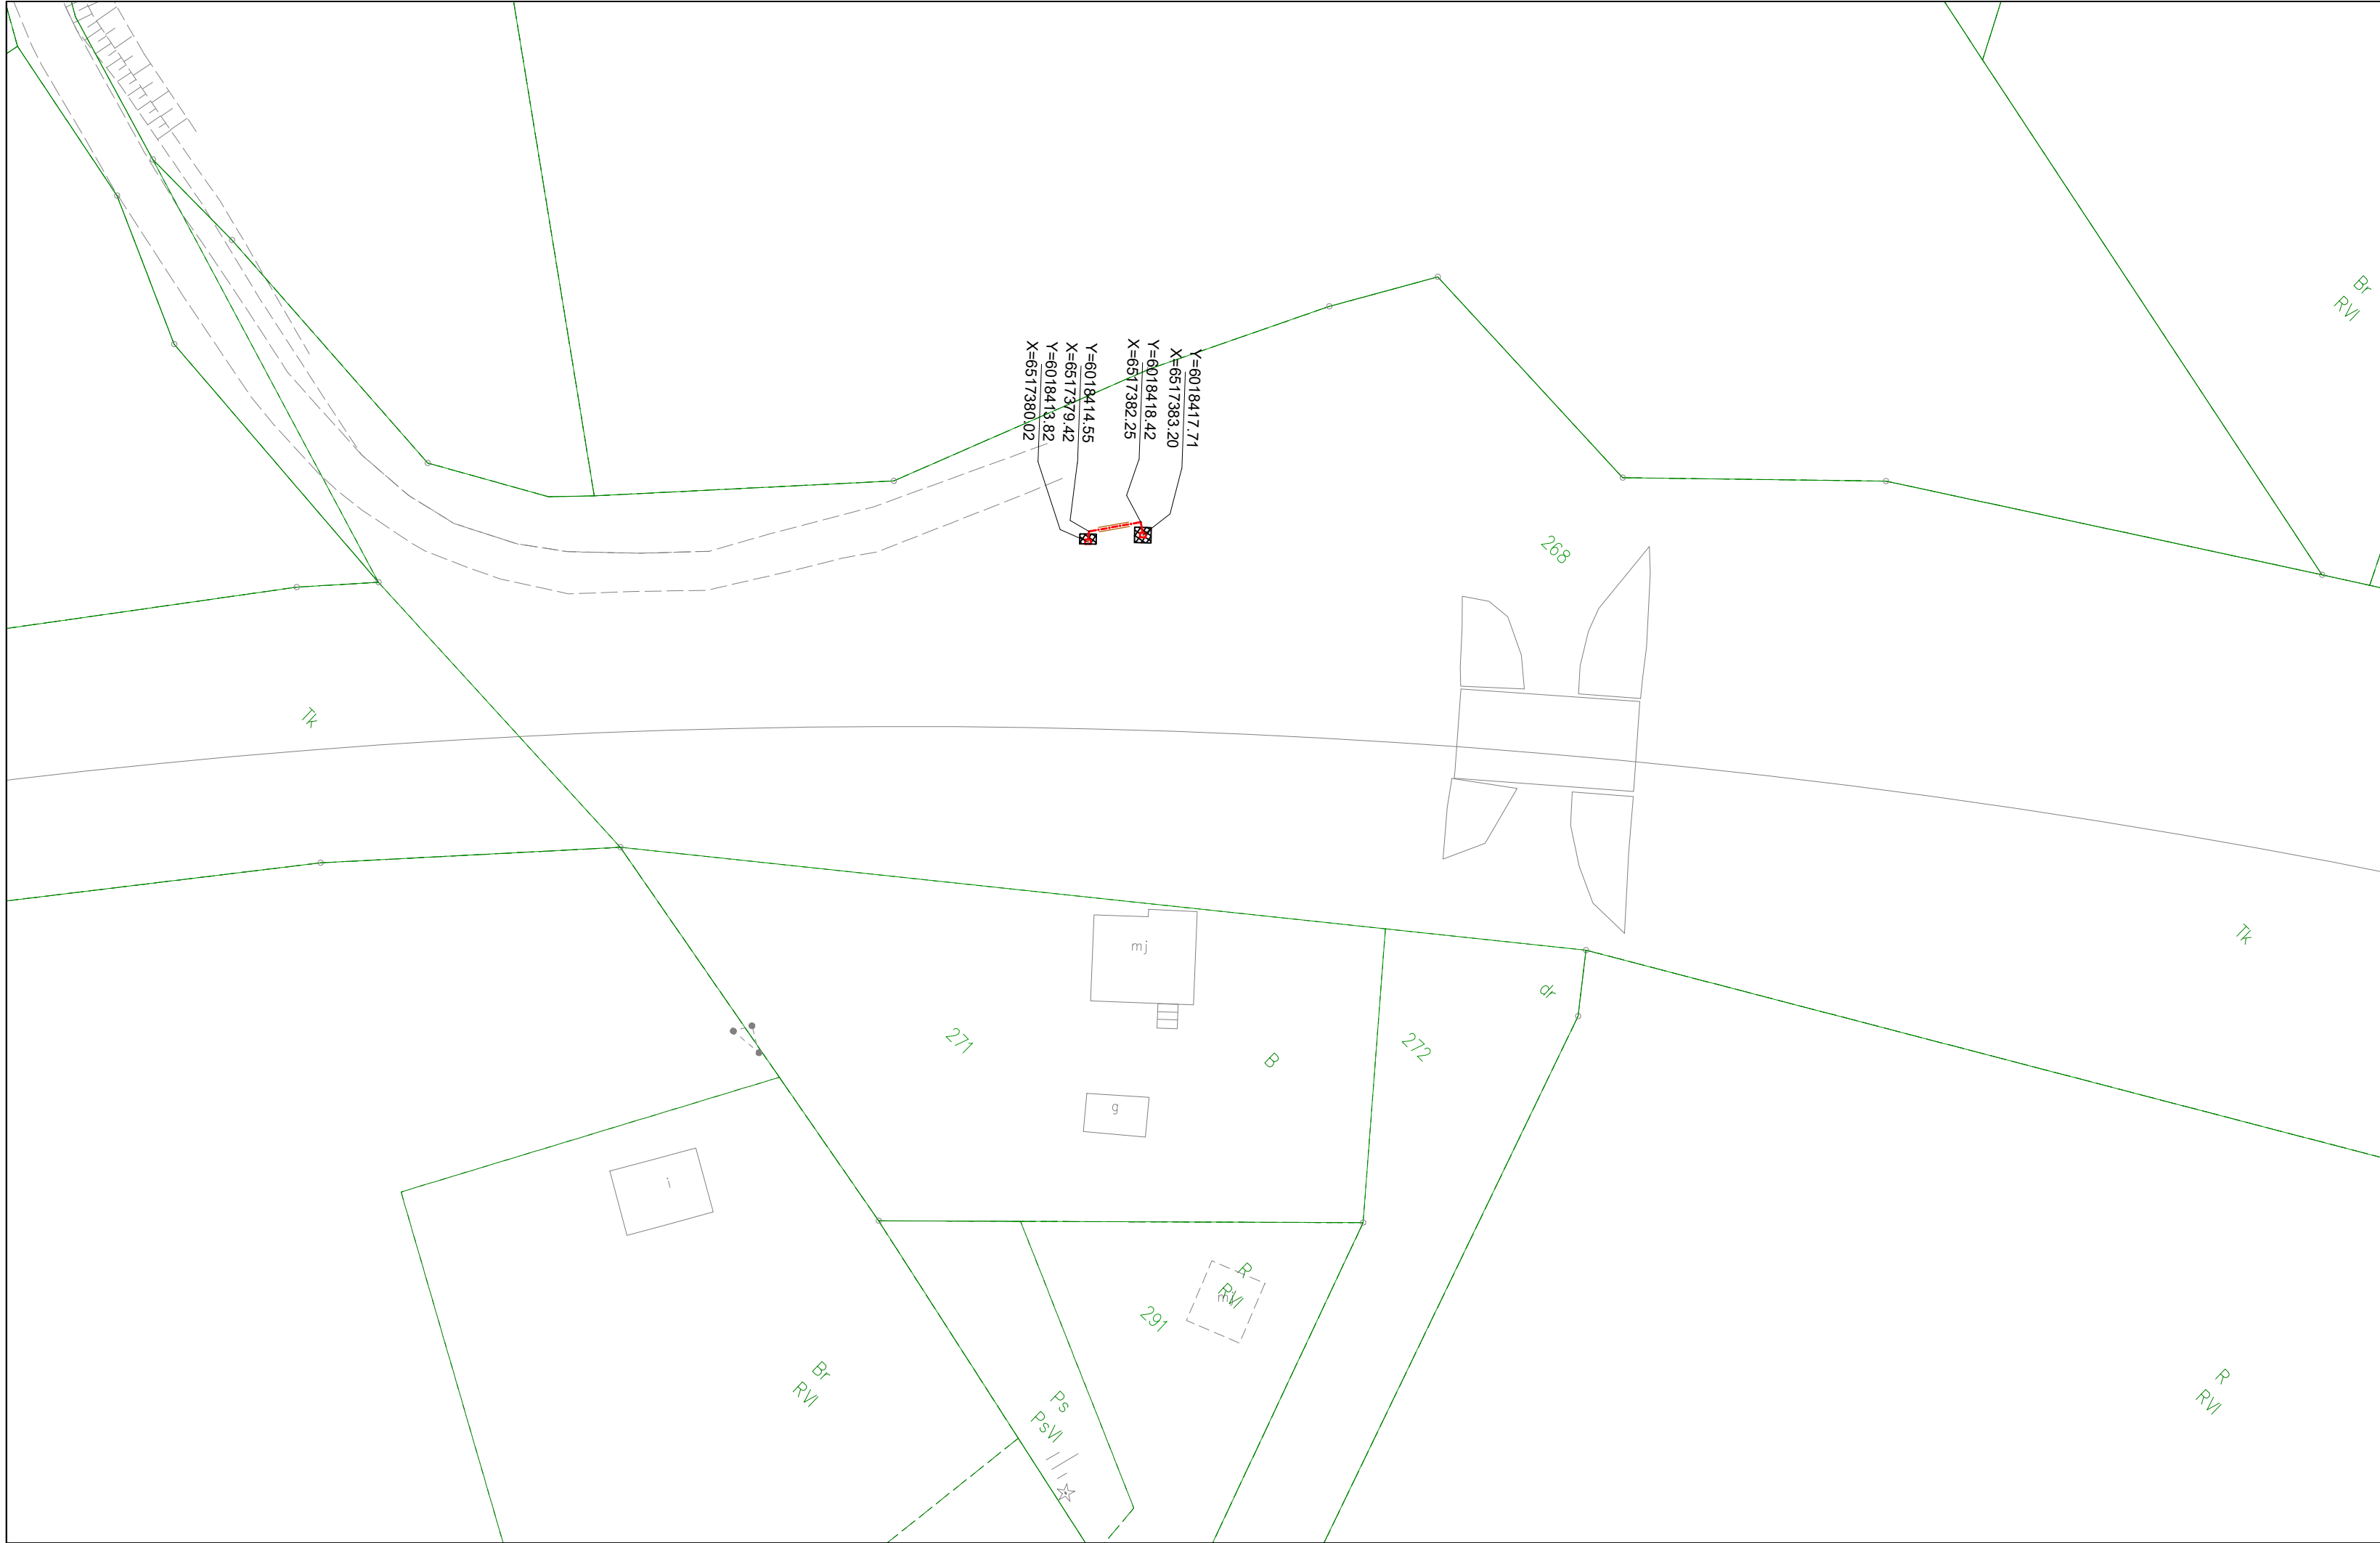 Br
RVI
Y=6018417.71
X=6517383.20
Y=6018418.42
X=6517382.25
Y=6018414.55
X=6517379.42
Y=6018413.82
X=6517380.02
268
Tk
Tk
mj
dr
271
B
272
g
i
R
RVI
mj
291
Br
RVI
Ps
PsVI
R
RVI